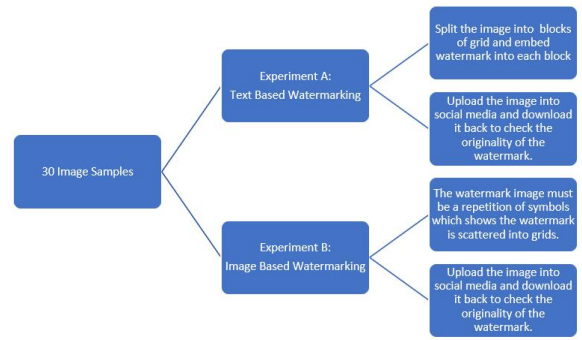 30 Image Samples
Experiment A:
Text Based Watermarking
Split the image into blocks
of grid and embed
watermark into each block
Upload the image into
social media and download
it back to check the
originality of the
watermark.
Experiment B:
Image Based Watermarking
The watermark image must
be a repetition of symbols
which shows the watermark
is scattered into grids.
Upload the image into
social media and download
it back to check the
originality of the
watermark.